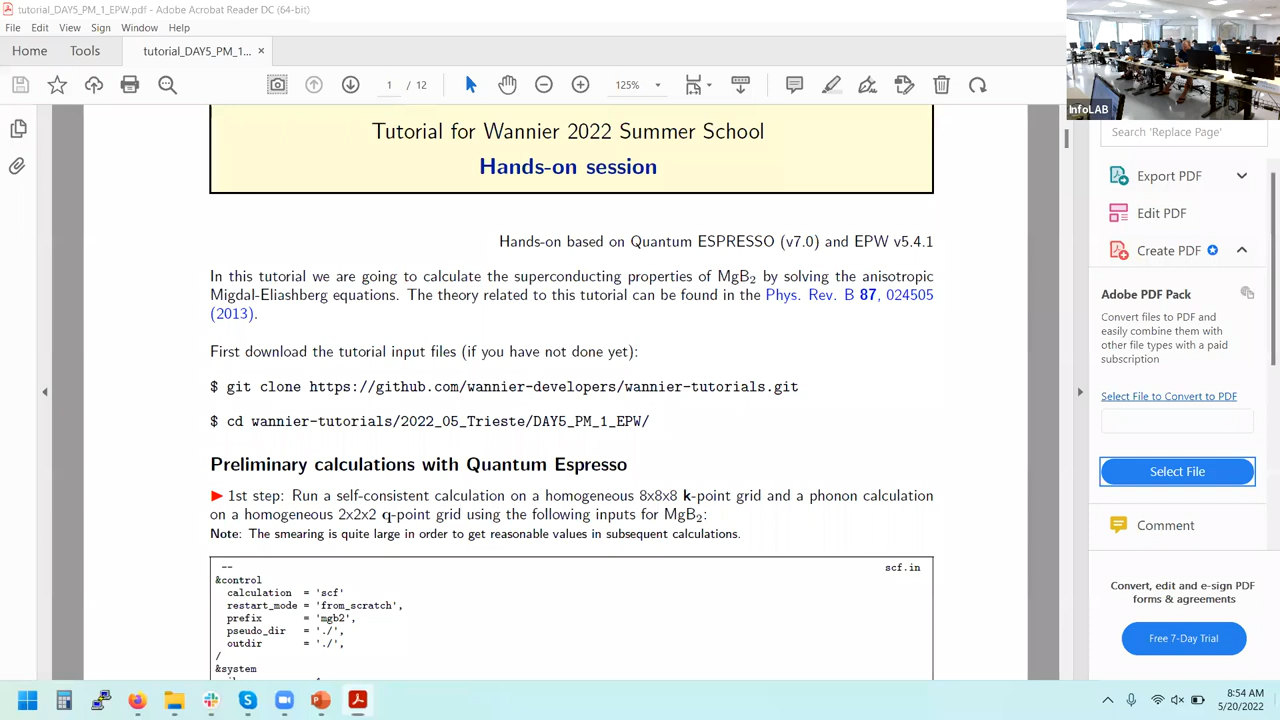 tutorial_DAY5_PM_1_EPW.pdf - Adobe Acrobat Reader DC (64-bit)
File Edit View Sign Window Help
Home Tools tutorial_DAY5_PM_1... ×
1 / 12 125%
InfoLAB
Tutorial for Wannier 2022 Summer School
Hands-on session
Hands-on based on Quantum ESPRESSO (v7.0) and EPW v5.4.1
In this tutorial we are going to calculate the superconducting properties of MgB₂ by solving the anisotropic
Migdal-Eliashberg equations. The theory related to this tutorial can be found in the Phys. Rev. B 87, 024505
(2013).
First download the tutorial input files (if you have not done yet):
$ git clone https://github.com/wannier-developers/wannier-tutorials.git
$ cd wannier-tutorials/2022_05_Trieste/DAY5_PM_1_EPW/
Preliminary calculations with Quantum Espresso
► 1st step: Run a self-consistent calculation on a homogeneous 8x8x8 k-point grid and a phonon calculation
on a homogeneous 2x2x2 q-point grid using the following inputs for MgB₂:
Note: The smearing is quite large in order to get reasonable values in subsequent calculations.
-- scf.in
&control
calculation = 'scf'
restart_mode = 'from_scratch',
prefix = 'mgb2',
pseudo_dir = './',
outdir = './',
/
&system
Search 'Replace Page'
Export PDF
Edit PDF
Create PDF
Adobe PDF Pack
Convert files to PDF and
easily combine them with
other file types with a paid
subscription
Select File to Convert to PDF
Select File
Comment
Convert, edit and e-sign PDF
forms & agreements
Free 7-Day Trial
8:54 AM
5/20/2022